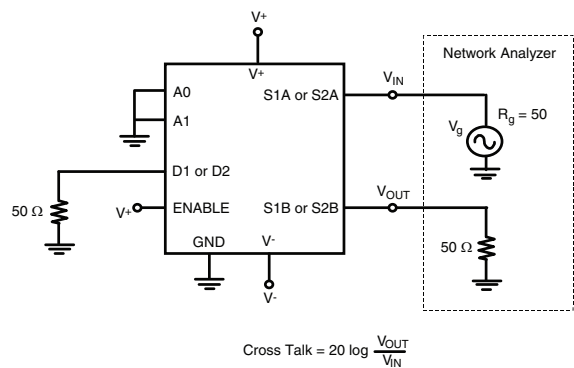 V+
Network Analyzer
V+
A0
S1A or S2A
VIN
A1
Vg
Rg = 50
D1 or D2
VOUT
50 Ω
V+
ENABLE
S1B or S2B
50 Ω
GND
V-
V-
Cross Talk = 20 log VOUT
VIN